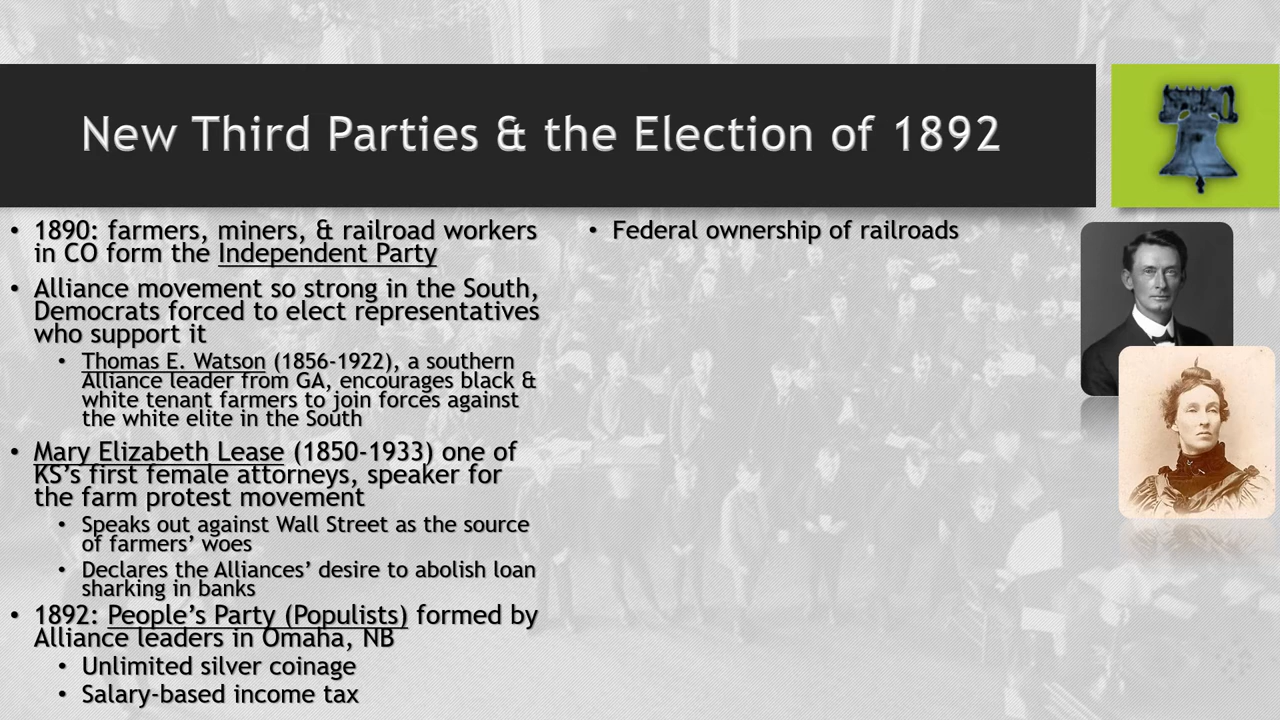 New Third Parties & the Election of 1892
• 1890: farmers, miners, & railroad workers
in CO form the Independent Party
• Alliance movement so strong in the South,
Democrats forced to elect representatives
who support it
• Thomas E. Watson (1856-1922), a southern
Alliance leader from GA, encourages black &
white tenant farmers to join forces against
the white elite in the South
• Mary Elizabeth Lease (1850-1933) one of
KS’s first female attorneys, speaker for
the farm protest movement
• Speaks out against Wall Street as the source
of farmers’ woes
• Declares the Alliances’ desire to abolish loan
sharking in banks
• 1892: People’s Party (Populists) formed by
Alliance leaders in Omaha, NB
• Unlimited silver coinage
• Salary-based income tax
• Federal ownership of railroads